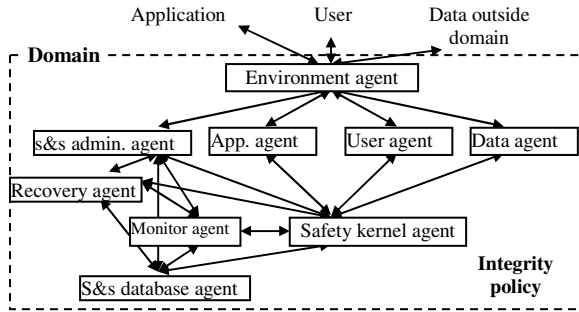 Application
User
Data outside
domain
Domain
Environment agent
s&s admin. agent
App. agent
User agent
Data agent
Recovery agent
Monitor agent
Safety kernel agent
S&s database agent
Integrity
policy